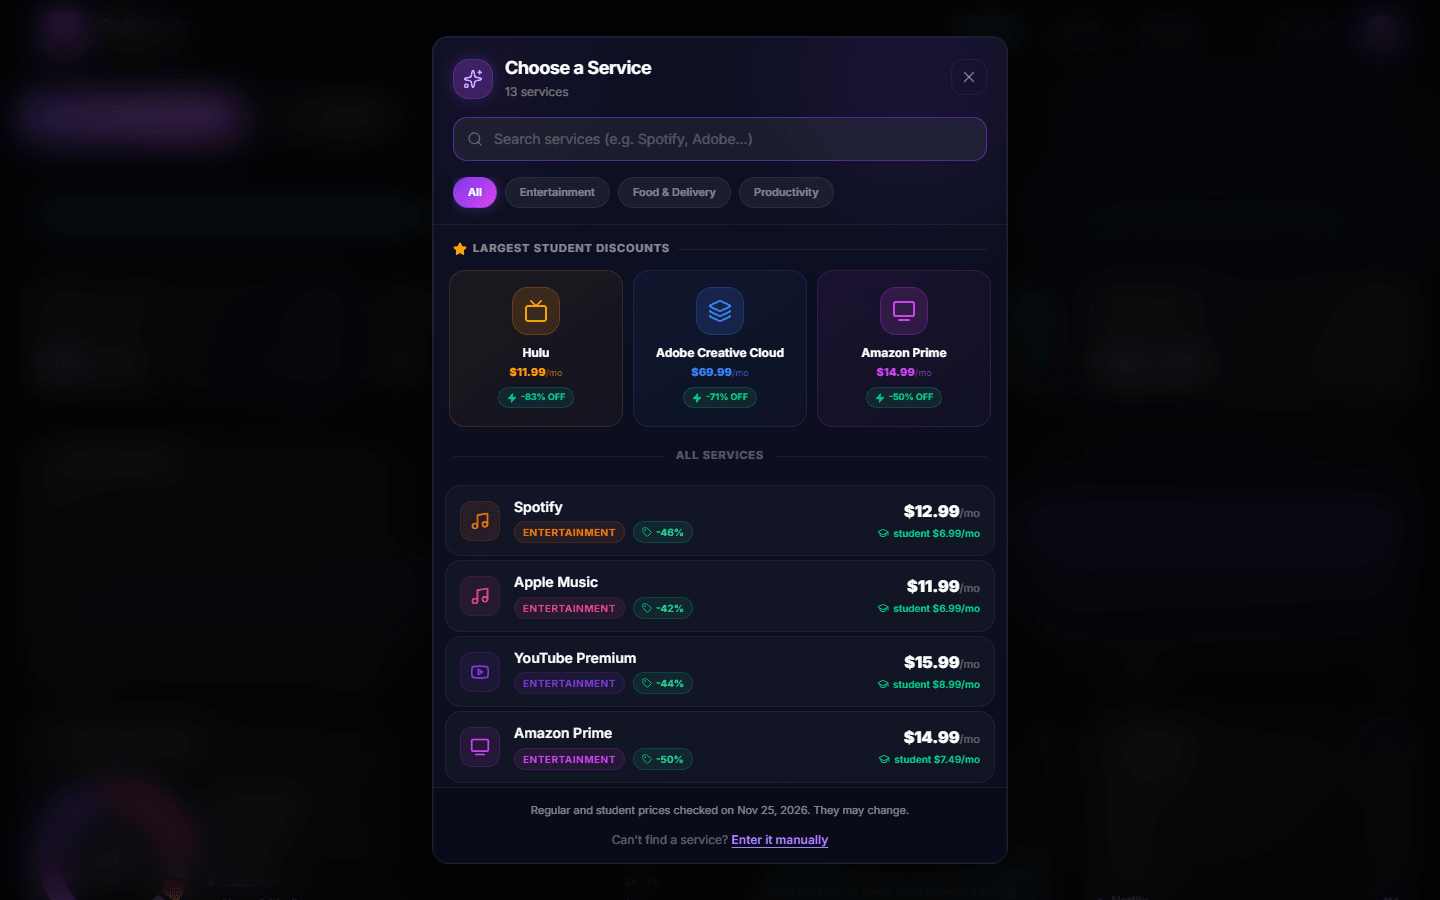 Choose a Service
13 services
Search services (e.g. Spotify, Adobe...)
All Entertainment Food & Delivery Productivity
LARGEST STUDENT DISCOUNTS
Hulu
$11.99/mo
-83% OFF
Adobe Creative Cloud
$69.99/mo
-71% OFF
Amazon Prime
$14.99/mo
-50% OFF
ALL SERVICES
Spotify
ENTERTAINMENT -46%
$12.99/mo
student $6.99/mo
Apple Music
ENTERTAINMENT -42%
$11.99/mo
student $6.99/mo
YouTube Premium
ENTERTAINMENT -44%
$15.99/mo
student $8.99/mo
Amazon Prime
ENTERTAINMENT -50%
$14.99/mo
student $7.49/mo
Regular and student prices checked on Nov 25, 2026. They may change.
Can't find a service? Enter it manually